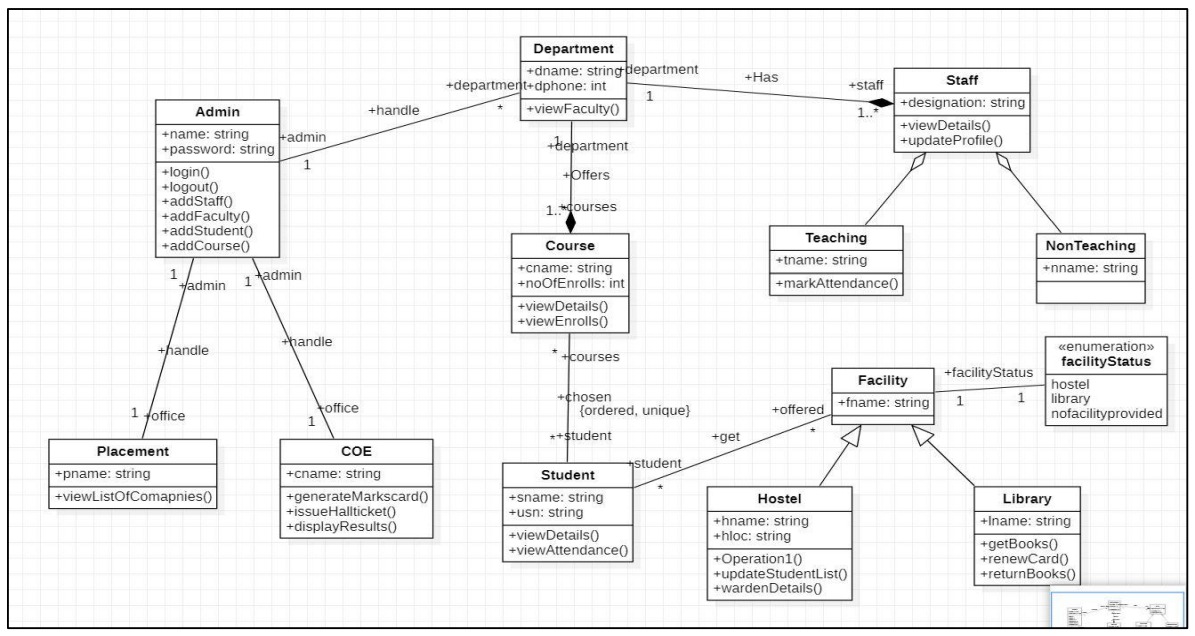 Department
+dname: string
+dphone: int
+viewFaculty()
+department
1
+Has
+staff
1..*
Staff
+designation: string
+viewDetails()
+updateProfile()
Admin
+name: string
+password: string
+login()
+logout()
+addStaff()
+addFaculty()
+addStudent()
+addCourse()
+admin
1
+handle
+department
*
1
+department
+Offers
+courses
1..*
Course
+cname: string
+noOfEnrolls: int
+viewDetails()
+viewEnrolls()
Teaching
+tname: string
+markAttendance()
NonTeaching
+nname: string
1
+admin
+handle
1
+office
1
+admin
+handle
+office
1
Placement
+pname: string
+viewListOfComapnies()
COE
+cname: string
+generateMarkscard()
+issueHallticket()
+displayResults()
*
+courses
+chosen
{ordered, unique}
*
+student
Student
+sname: string
+usn: string
+viewDetails()
+viewAttendance()
+student
*
+get
+offered
*
Facility
+fname: string
+facilityStatus
1
1
«enumeration»
facilityStatus
hostel
library
nofacilityprovided
Hostel
+hname: string
+hloc: string
+Operation1()
+updateStudentList()
+wardenDetails()
Library
+lname: string
+getBooks()
+renewCard()
+returnBooks()